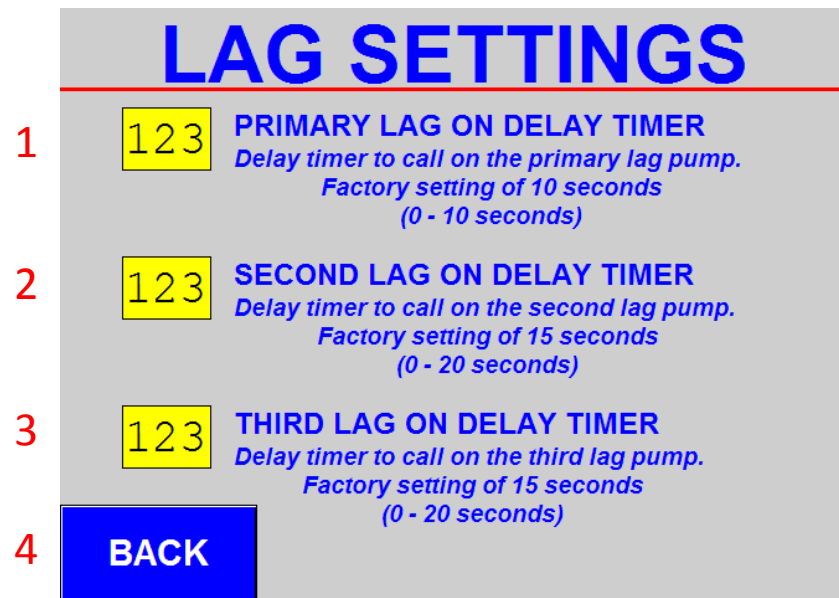 LAG SETTINGS
1
123
PRIMARY LAG ON DELAY TIMER
Delay timer to call on the primary lag pump.
Factory setting of 10 seconds
(0 - 10 seconds)
2
123
SECOND LAG ON DELAY TIMER
Delay timer to call on the second lag pump.
Factory setting of 15 seconds
(0 - 20 seconds)
3
123
THIRD LAG ON DELAY TIMER
Delay timer to call on the third lag pump.
Factory setting of 15 seconds
(0 - 20 seconds)
4
BACK